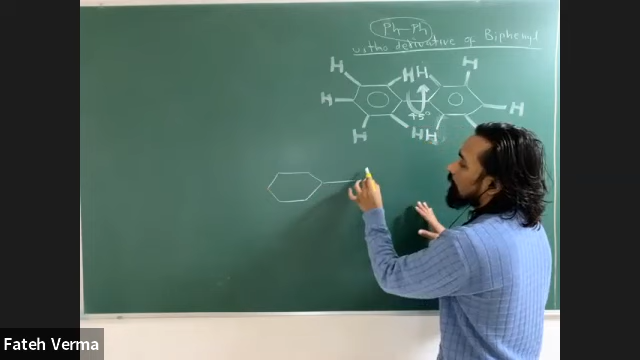 Ph-Ph
ortho derivative of Biphenyl
H H H H
H H
45°
H H H
Fateh Verma